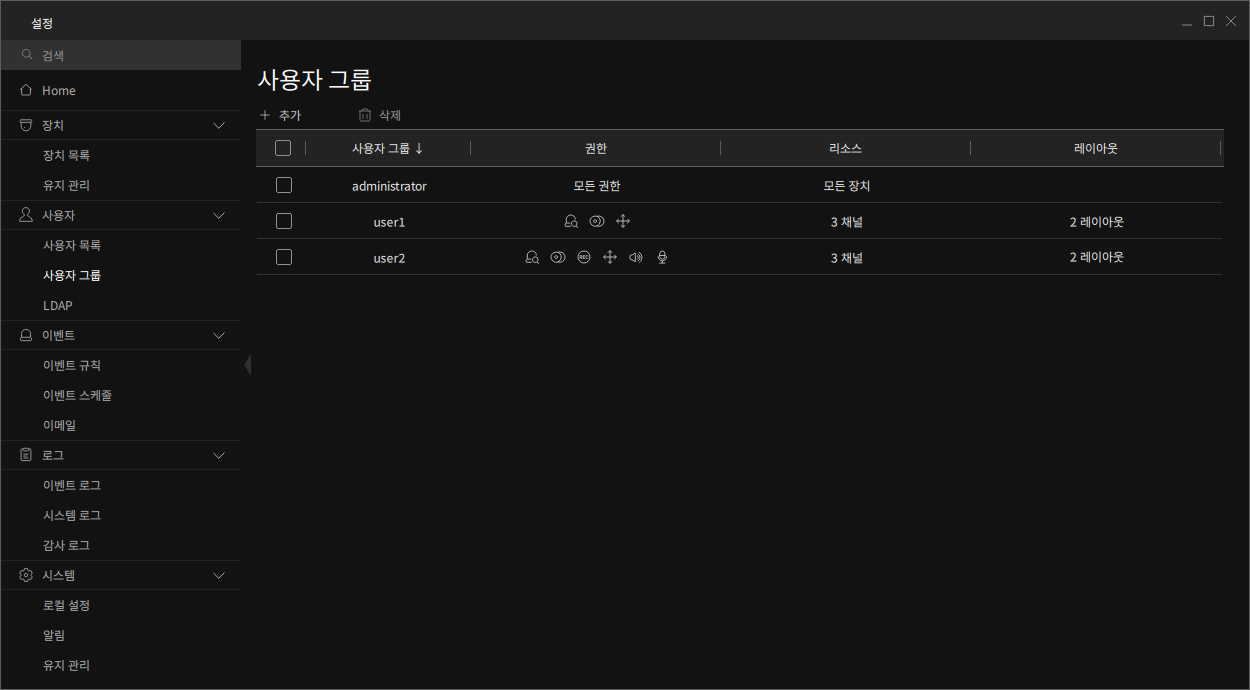 설정
검색
Home
장치
장치 목록
유지 관리
사용자
사용자 목록
사용자 그룹
LDAP
이벤트
이벤트 규칙
이벤트 스케줄
이메일
로그
이벤트 로그
시스템 로그
감사 로그
시스템
로컬 설정
알림
유지 관리
사용자 그룹
추가 삭제
사용자 그룹 ↓ 권한 리소스 레이아웃
administrator 모든 권한 모든 장치
user1 3 채널 2 레이아웃
user2 REC 3 채널 2 레이아웃